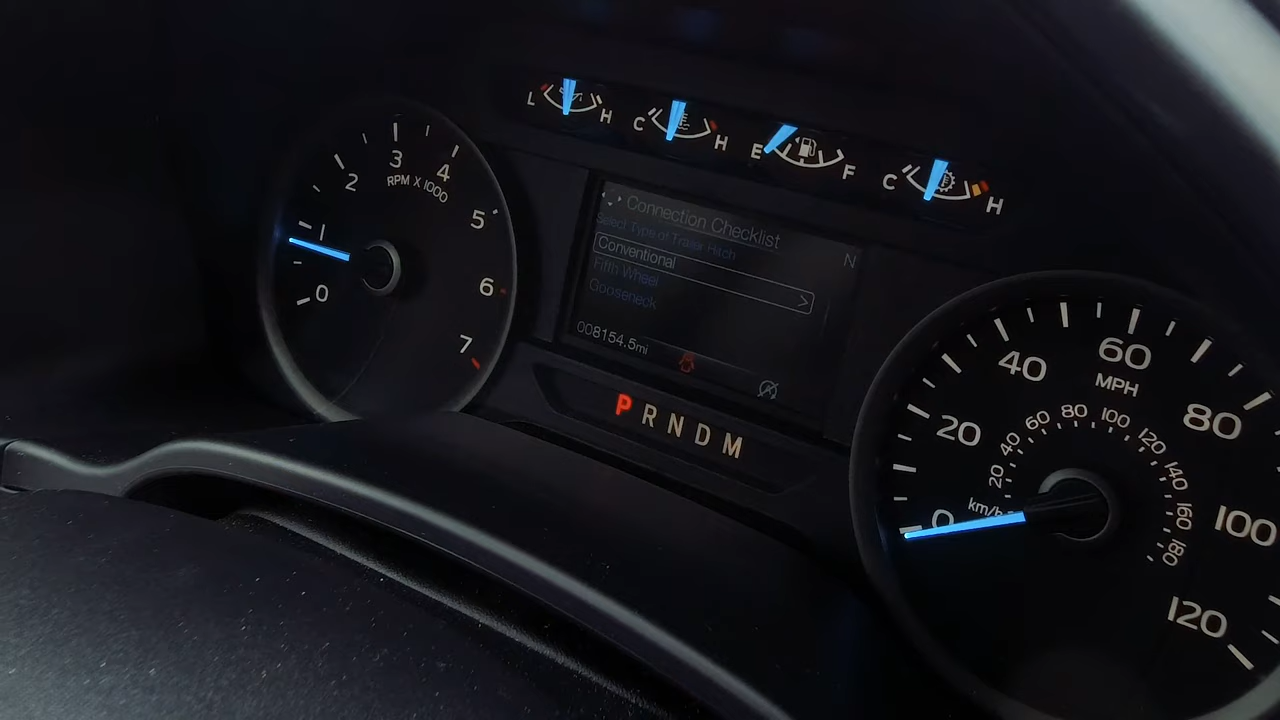 L H
C H
E F
C H
0 1 2 3 4 5 6 7
RPM X 1000
Connection Checklist
Select Type of Trailer Hitch
N
Conventional
Fifth Wheel
Gooseneck
008154.5mi
P R N D M
0 20 40 60 80 100 120
MPH
20 40 60 80 100 120 140 160 180
km/h